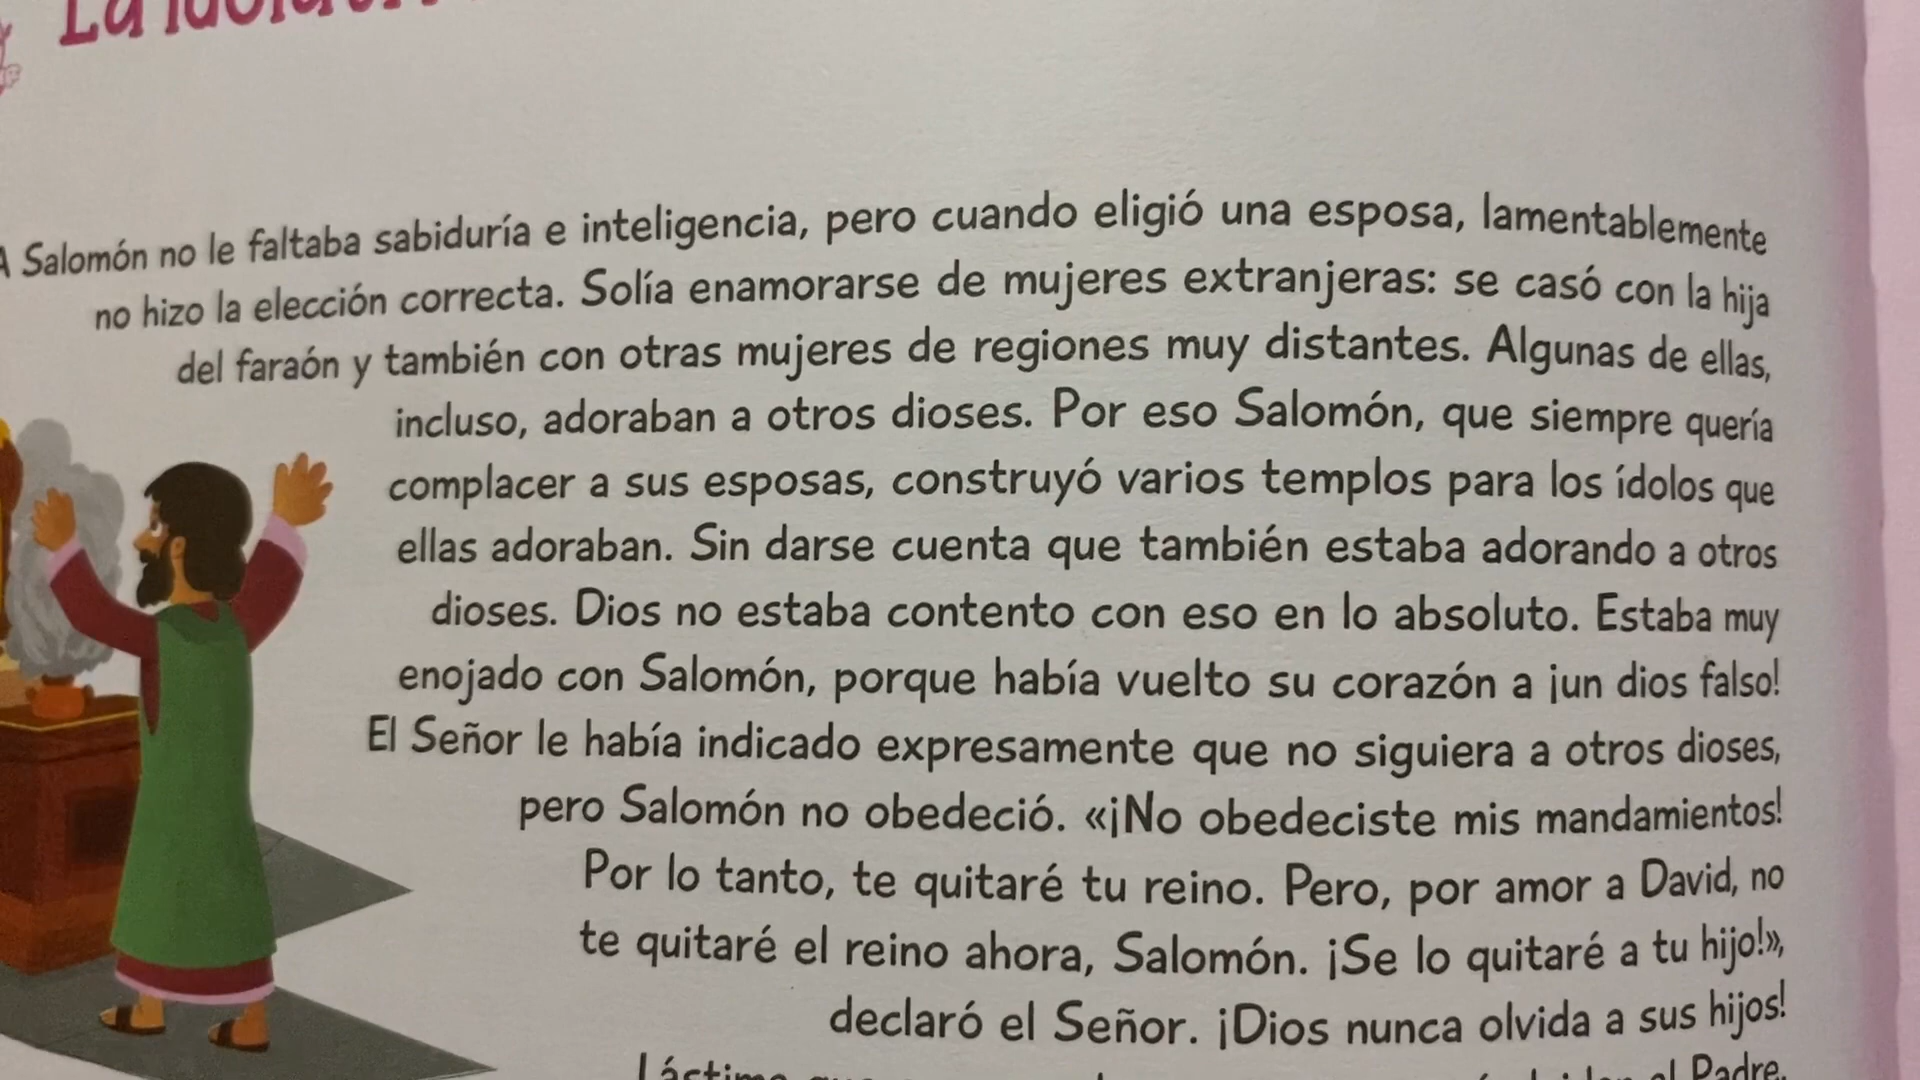 La
A Salomón no le faltaba sabiduría e inteligencia, pero cuando eligió una esposa, lamentablemente
no hizo la elección correcta. Solía enamorarse de mujeres extranjeras: se casó con la hija
del faraón y también con otras mujeres de regiones muy distantes. Algunas de ellas,
incluso, adoraban a otros dioses. Por eso Salomón, que siempre quería
complacer a sus esposas, construyó varios templos para los ídolos que
ellas adoraban. Sin darse cuenta que también estaba adorando a otros
dioses. Dios no estaba contento con eso en lo absoluto. Estaba muy
enojado con Salomón, porque había vuelto su corazón a ¡un dios falso!
El Señor le había indicado expresamente que no siguiera a otros dioses,
pero Salomón no obedeció. «¡No obedeciste mis mandamientos!
Por lo tanto, te quitaré tu reino. Pero, por amor a David, no
te quitaré el reino ahora, Salomón. ¡Se lo quitaré a tu hijo!»,
declaró el Señor. ¡Dios nunca olvida a sus hijos!
el Padre.